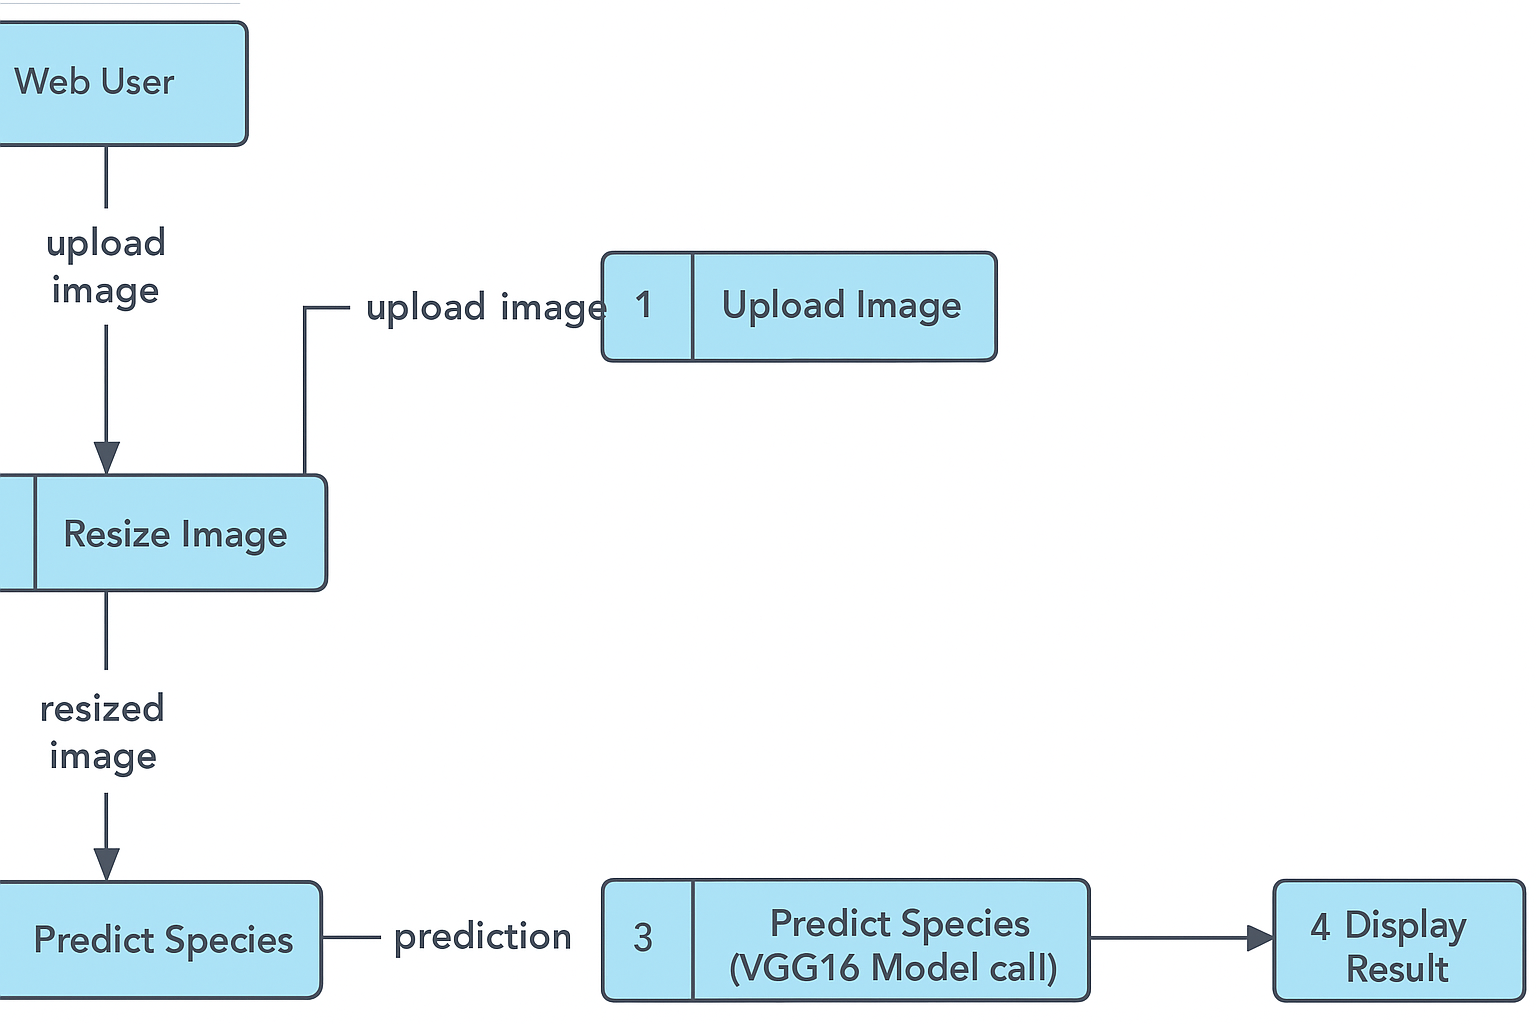 Web User
upload
image
upload image
1
Upload Image
Resize Image
resized
image
Predict Species
prediction
3
Predict Species
(VGG16 Model call)
4 Display
Result